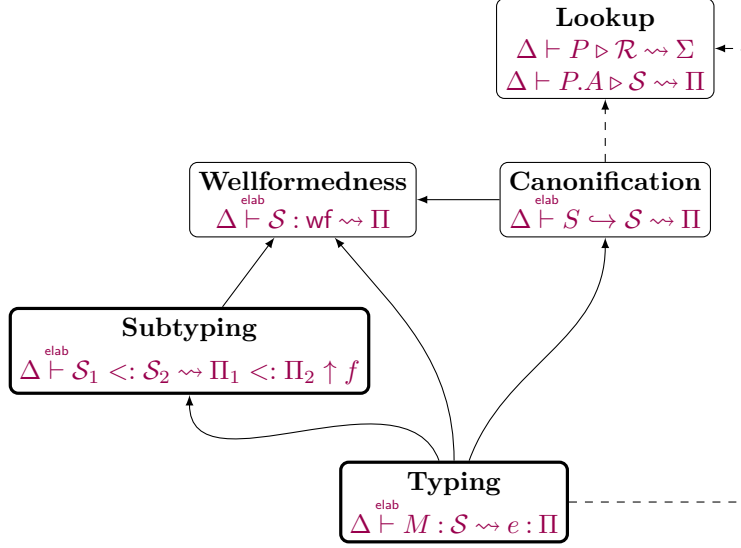 Lookup
Δ ⊢ P ▷ ℛ ⇝ Σ
Δ ⊢ P.A ▷ 𝒮 ⇝ Π
Wellformedness
Δ ⊢^elab 𝒮 : wf ⇝ Π
Canonification
Δ ⊢^elab S ↪ 𝒮 ⇝ Π
Subtyping
Δ ⊢^elab 𝒮₁ <: 𝒮₂ ⇝ Π₁ <: Π₂ ↑ f
Typing
Δ ⊢^elab M : 𝒮 ⇝ e : Π